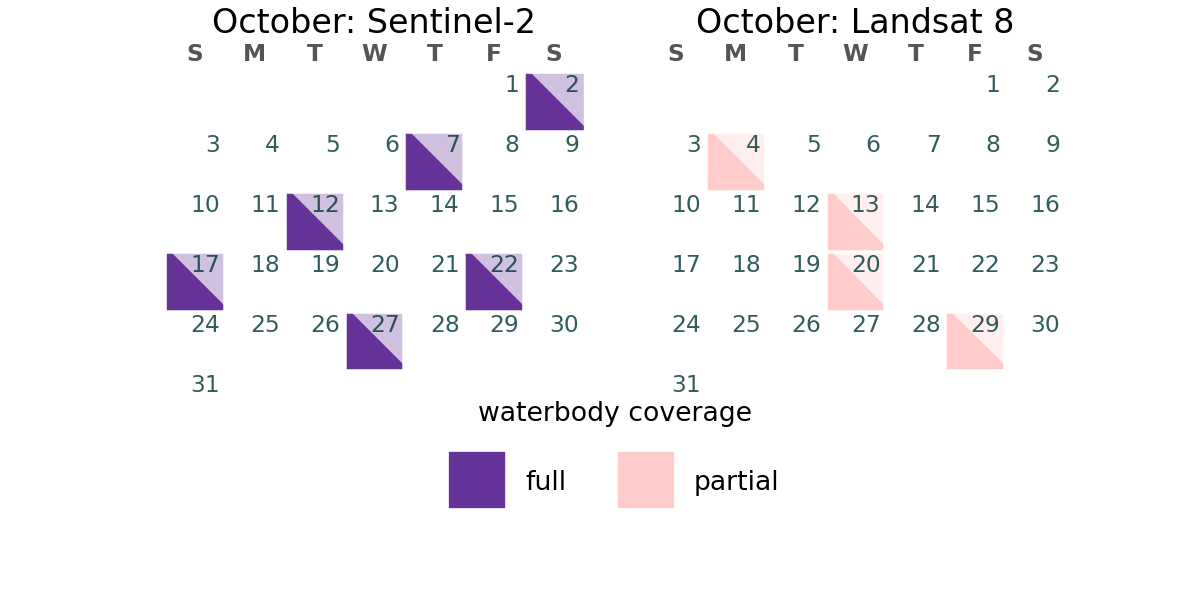 October: Sentinel-2
S M T W T F S
1 2
3 4 5 6 7 8 9
10 11 12 13 14 15 16
17 18 19 20 21 22 23
24 25 26 27 28 29 30
31
October: Landsat 8
S M T W T F S
1 2
3 4 5 6 7 8 9
10 11 12 13 14 15 16
17 18 19 20 21 22 23
24 25 26 27 28 29 30
31
waterbody coverage
full
partial